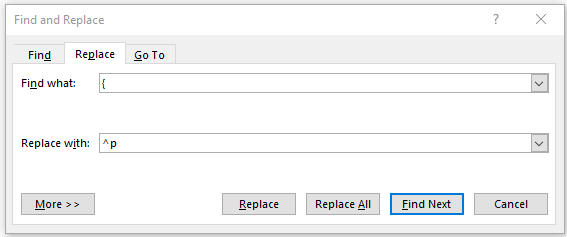 Find and Replace ?
Find Replace Go To
Find what: {
Replace with: ^p
More >> Replace Replace All Find Next Cancel